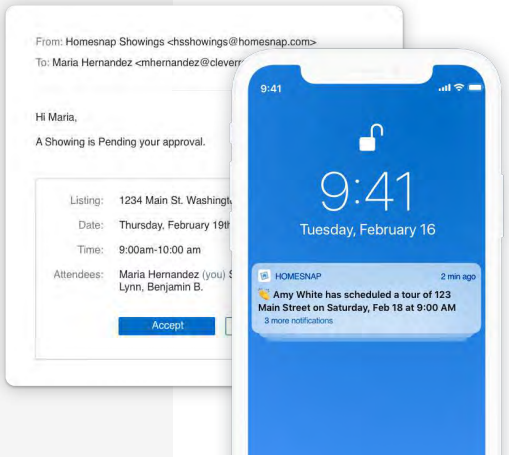 From: Homesnap Showings <hsshowings@homesnap.com>
To: Maria Hernandez
Hi Maria,
A Showing is Pending your approval.
Listing: 1234 Main St.
Date: Thursday, February 19th
Time: 9:00am-10:00 am
Attendees: Maria Hernandez (you)
Lynn, Benjamin B.
Accept
9:41
9:41
Tuesday, February 16
HOMESNAP 2 min ago
👋 Amy White has scheduled a tour of 123
Main Street on Saturday, Feb 18 at 9:00 AM
3 more notifications